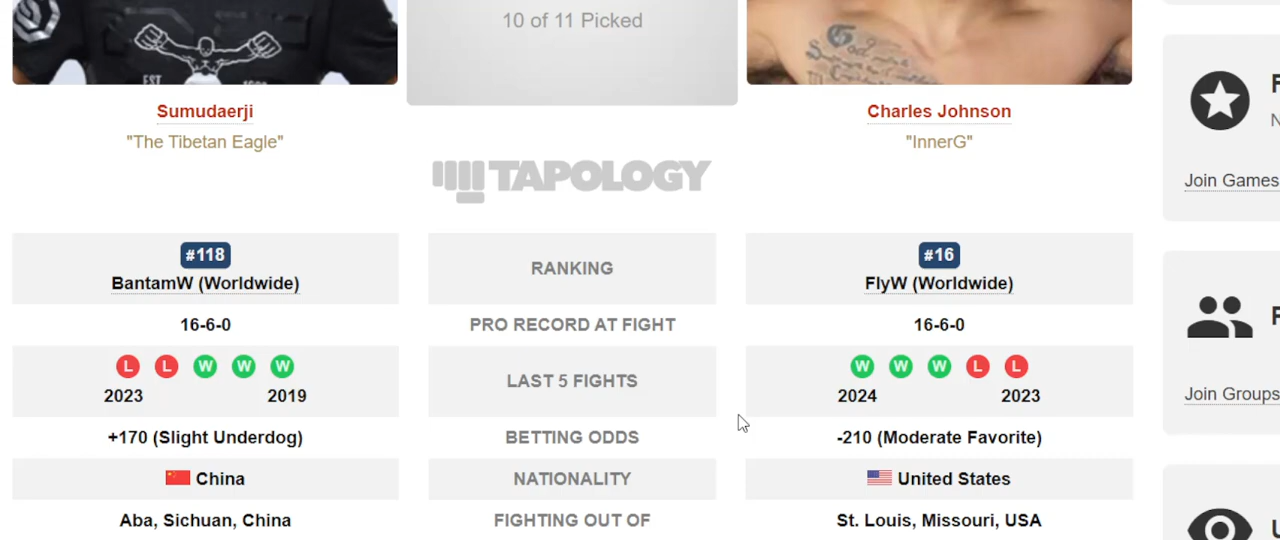 10 of 11 Picked
EST
God
Sumudaerji
"The Tibetan Eagle"
Charles Johnson
"InnerG"
TAPOLOGY
Join Games
#118
BantamW (Worldwide)
RANKING
#16
FlyW (Worldwide)
16-6-0
PRO RECORD AT FIGHT
16-6-0
L L W W W
2023 2019
LAST 5 FIGHTS
W W W L L
2024 2023
Join Groups
+170 (Slight Underdog)
BETTING ODDS
-210 (Moderate Favorite)
China
NATIONALITY
United States
Aba, Sichuan, China
FIGHTING OUT OF
St. Louis, Missouri, USA